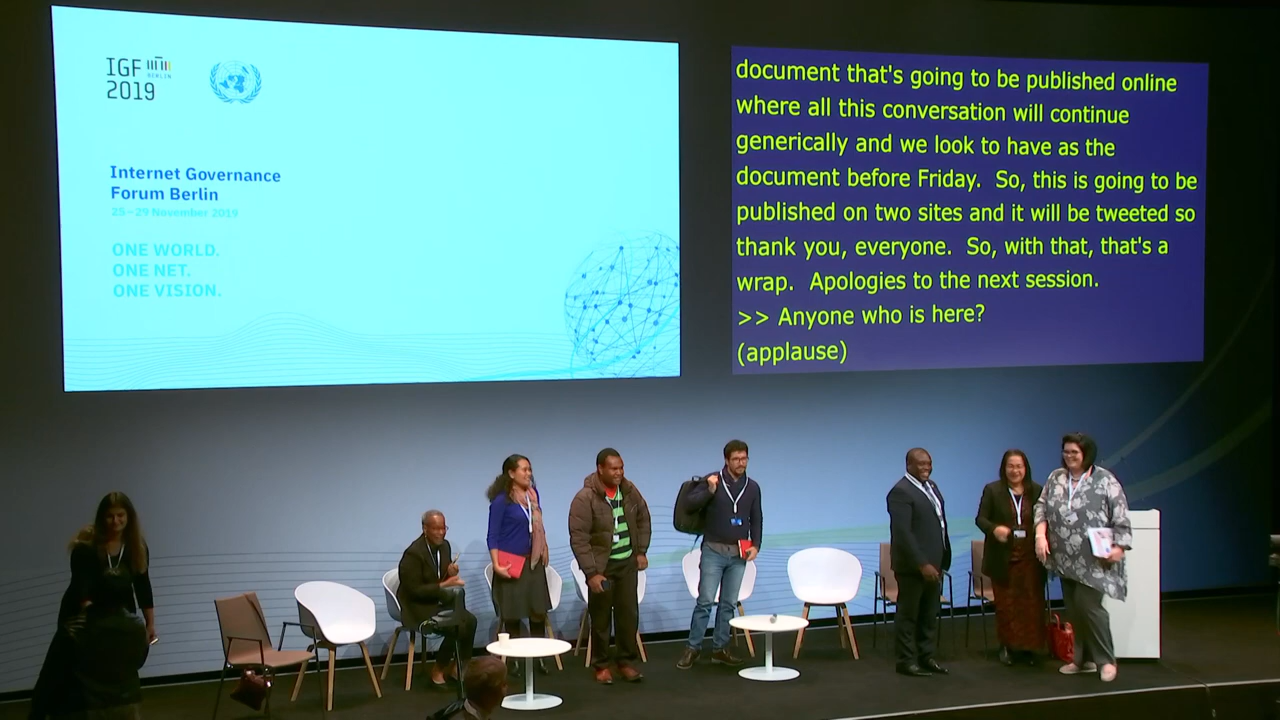 IGF
BERLIN
2019
Internet Governance
Forum Berlin
25-29 November 2019
ONE WORLD.
ONE NET.
ONE VISION.
document that's going to be published online
where all this conversation will continue
generically and we look to have as the
document before Friday.  So, this is going to be
published on two sites and it will be tweeted so
thank you, everyone.  So, with that, that's a
wrap.  Apologies to the next session.
>> Anyone who is here?
(applause)